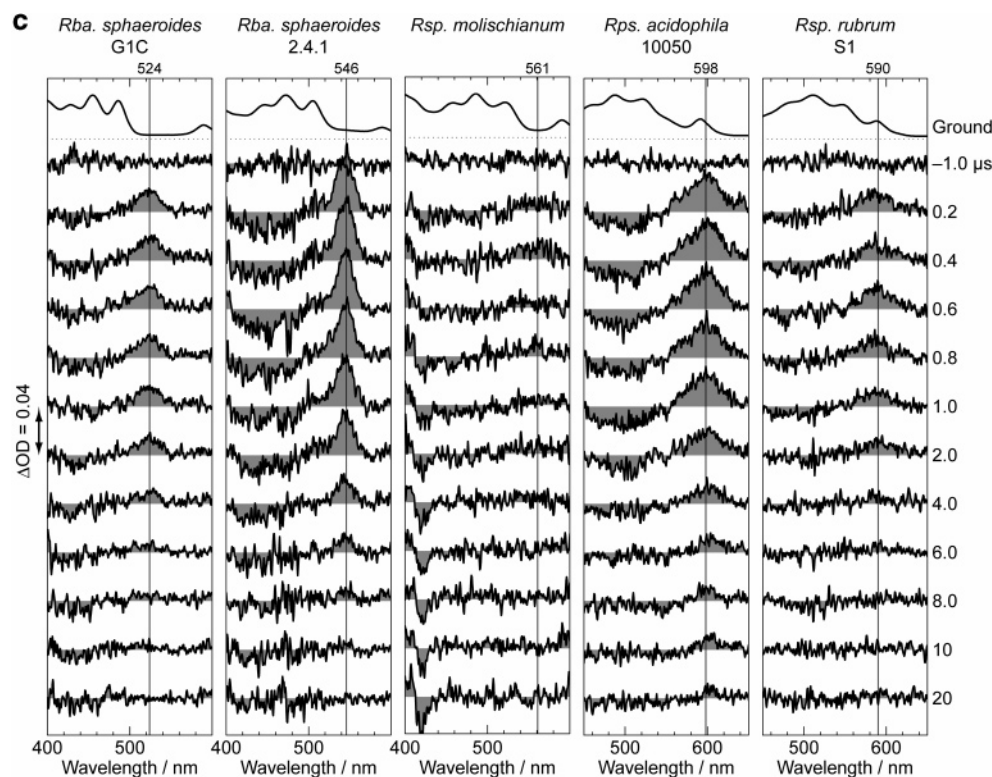 c
Rba. sphaeroides Rba. sphaeroides Rsp. molischianum Rps. acidophila Rsp. rubrum
G1C 2.4.1 10050 S1
524 546 561 598 590
Ground
–1.0 μs
0.2
0.4
0.6
0.8
1.0
2.0
4.0
6.0
8.0
10
20
ΔOD = 0.04
400 500 400 500 400 500 500 600 500 600
Wavelength / nm Wavelength / nm Wavelength / nm Wavelength / nm Wavelength / nm